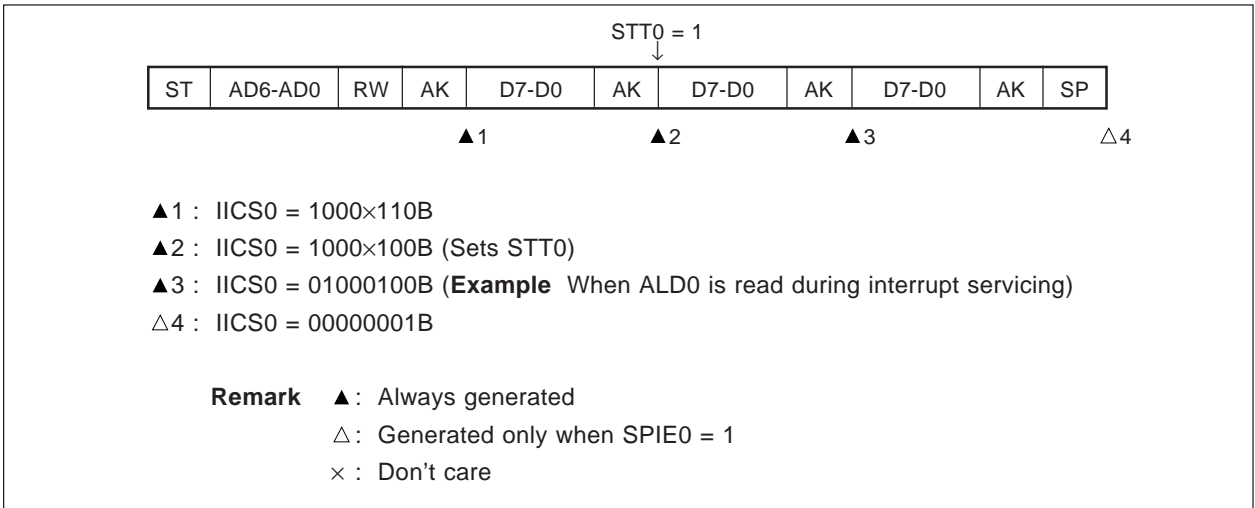 STT0 = 1
↓
ST AD6-AD0 RW AK D7-D0 AK D7-D0 AK D7-D0 AK SP
▲1 ▲2 ▲3 △4
▲1 : IICS0 = 1000×110B
▲2 : IICS0 = 1000×100B (Sets STT0)
▲3 : IICS0 = 01000100B (Example When ALD0 is read during interrupt servicing)
△4 : IICS0 = 00000001B
Remark ▲ : Always generated
△ : Generated only when SPIE0 = 1
× : Don't care